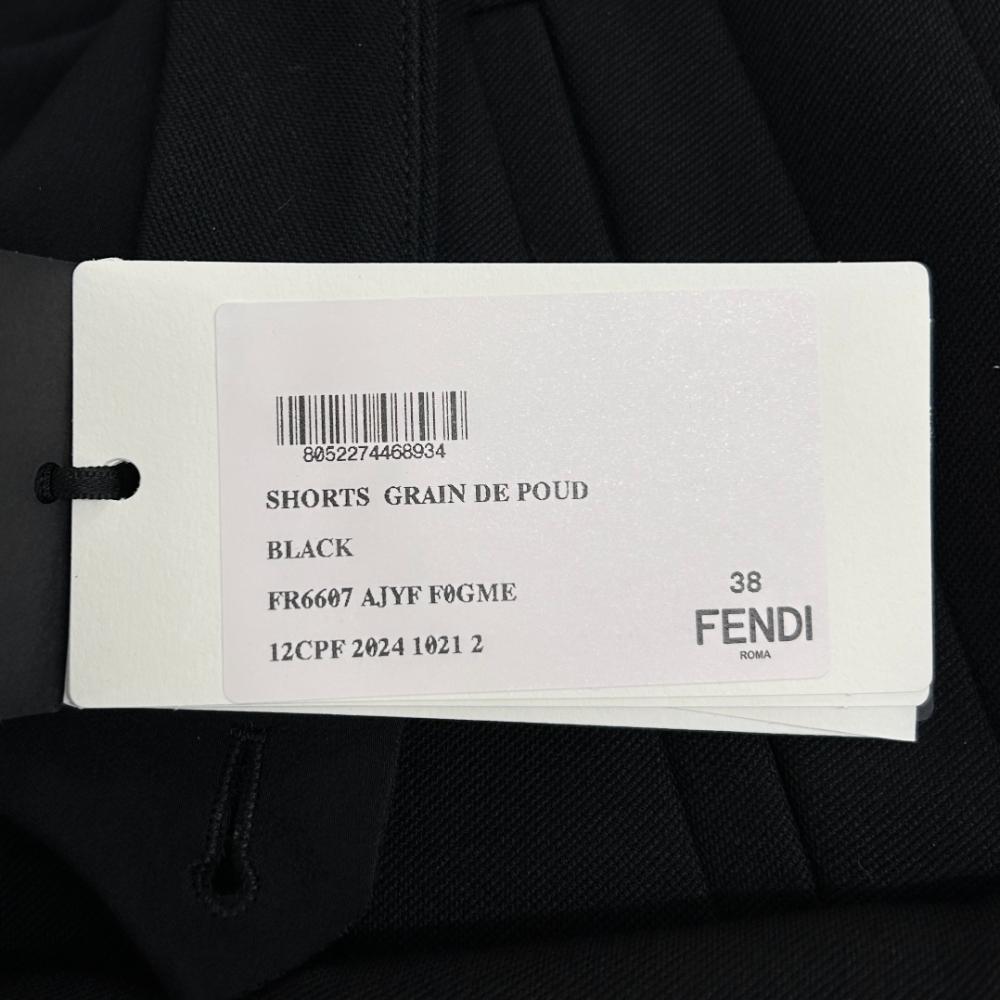 8052274468934
SHORTS GRAIN DE POUD
BLACK
FR6607 AJYF F0GME
12CPF 2024 1021 2
38
FENDI
ROMA